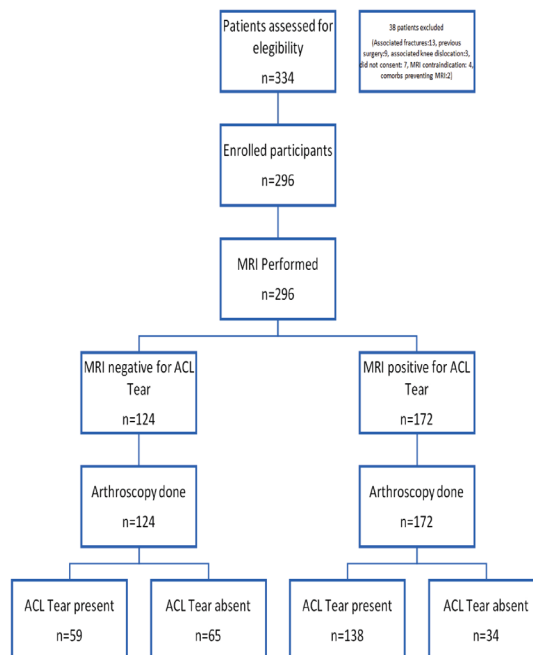 Patients assessed for
elegibility
n=334
38 patients excluded
(Associated fractures:13, previous
surgery:9, associated knee dislocation:3,
did not consent: 7, MRI contraindication: 4,
comorbs preventing MRI:2)
Enrolled participants
n=296
MRI Performed
n=296
MRI negative for ACL
Tear
n=124
MRI positive for ACL
Tear
n=172
Arthroscopy done
n=124
Arthroscopy done
n=172
ACL Tear present
n=59
ACL Tear absent
n=65
ACL Tear present
n=138
ACL Tear absent
n=34